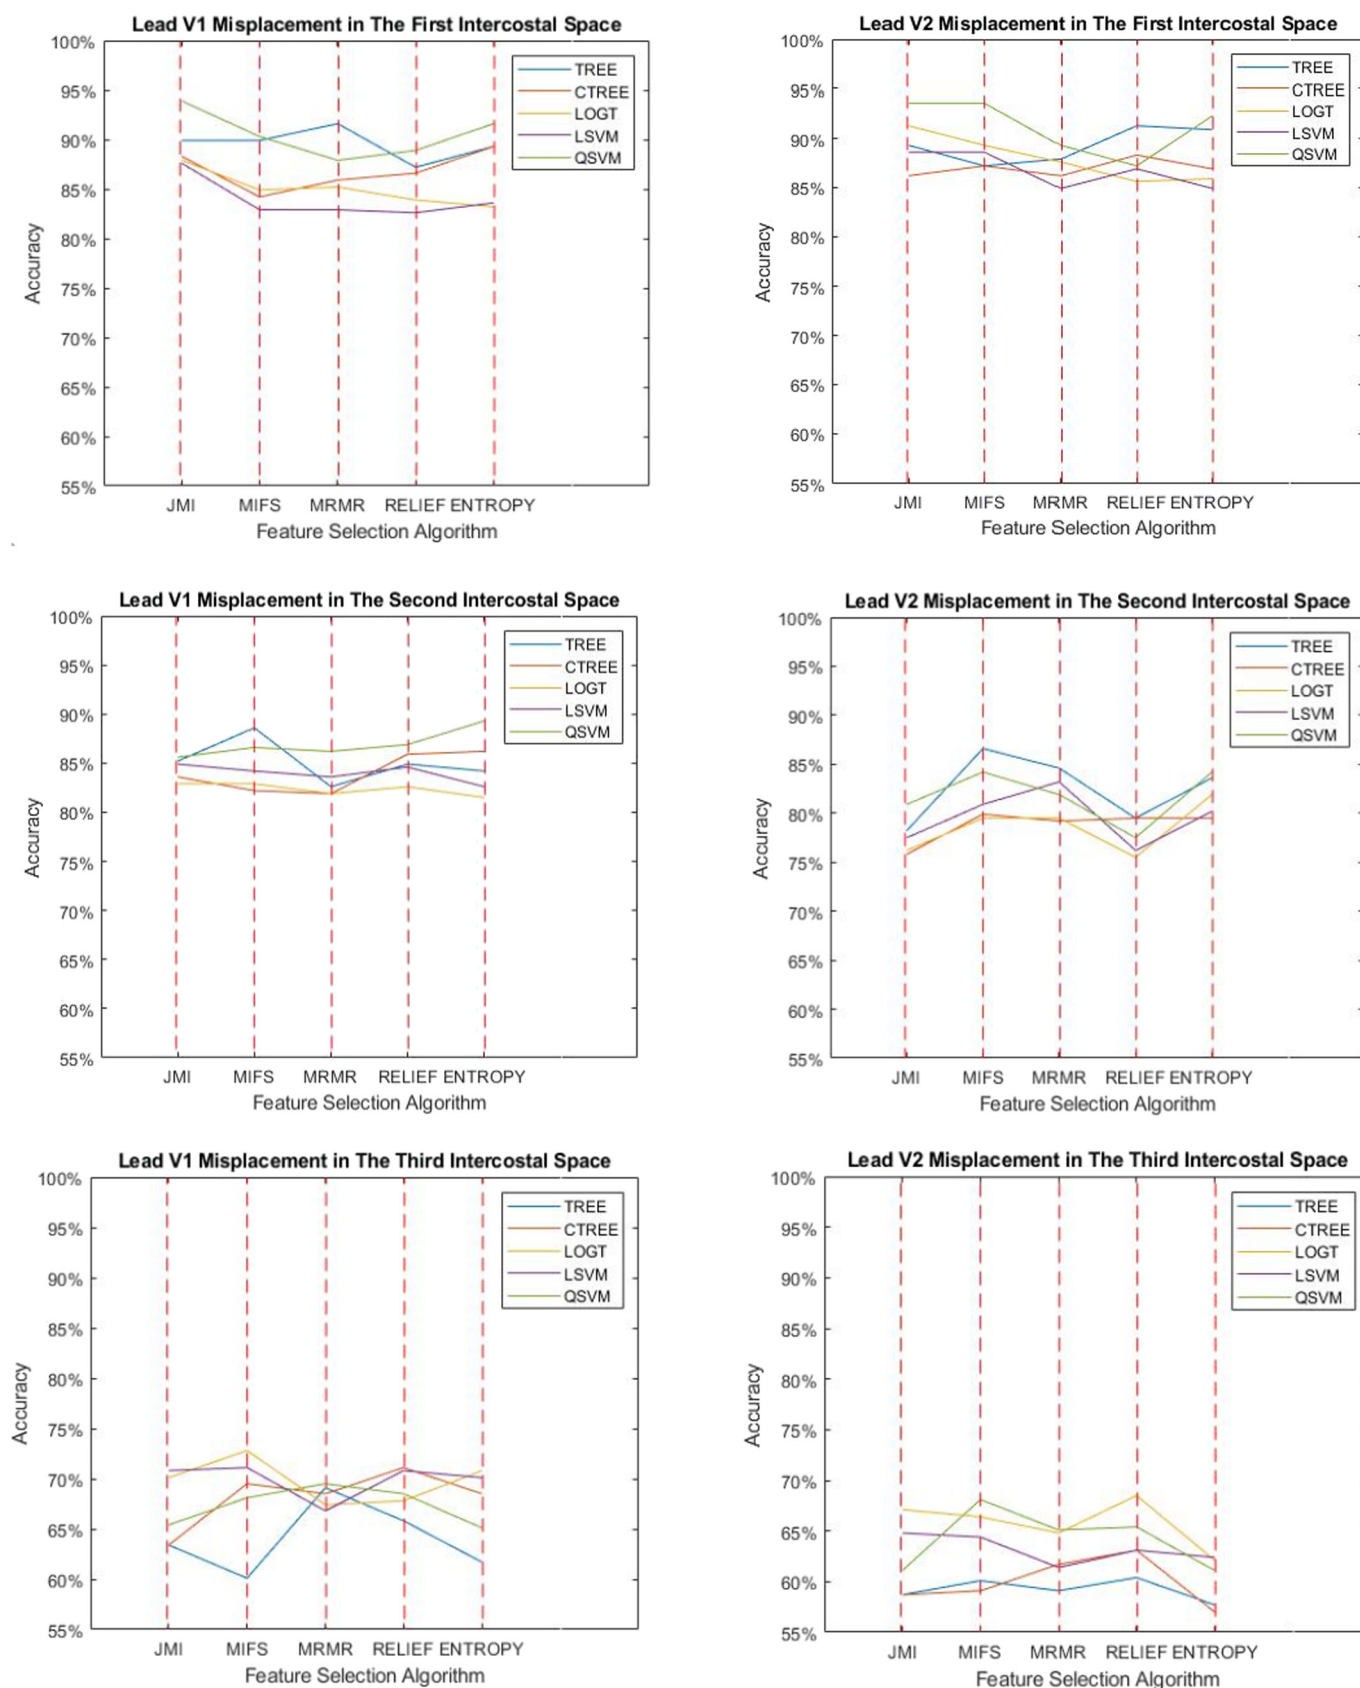 Lead V1 Misplacement in The First Intercostal Space
100%
95%
90%
85%
80%
75%
70%
65%
60%
55%
Accuracy
TREE
CTREE
LOGT
LSVM
QSVM
JMI MIFS MRMR RELIEF ENTROPY
Feature Selection Algorithm
Lead V2 Misplacement in The First Intercostal Space
100%
95%
90%
85%
80%
75%
70%
65%
60%
55%
Accuracy
TREE
CTREE
LOGT
LSVM
QSVM
JMI MIFS MRMR RELIEF ENTROPY
Feature Selection Algorithm
Lead V1 Misplacement in The Second Intercostal Space
100%
95%
90%
85%
80%
75%
70%
65%
60%
55%
Accuracy
TREE
CTREE
LOGT
LSVM
QSVM
JMI MIFS MRMR RELIEF ENTROPY
Feature Selection Algorithm
Lead V2 Misplacement in The Second Intercostal Space
100%
95%
90%
85%
80%
75%
70%
65%
60%
55%
Accuracy
TREE
CTREE
LOGT
LSVM
QSVM
JMI MIFS MRMR RELIEF ENTROPY
Feature Selection Algorithm
Lead V1 Misplacement in The Third Intercostal Space
100%
95%
90%
85%
80%
75%
70%
65%
60%
55%
Accuracy
TREE
CTREE
LOGT
LSVM
QSVM
JMI MIFS MRMR RELIEF ENTROPY
Feature Selection Algorithm
Lead V2 Misplacement in The Third Intercostal Space
100%
95%
90%
85%
80%
75%
70%
65%
60%
55%
Accuracy
TREE
CTREE
LOGT
LSVM
QSVM
JMI MIFS MRMR RELIEF ENTROPY
Feature Selection Algorithm